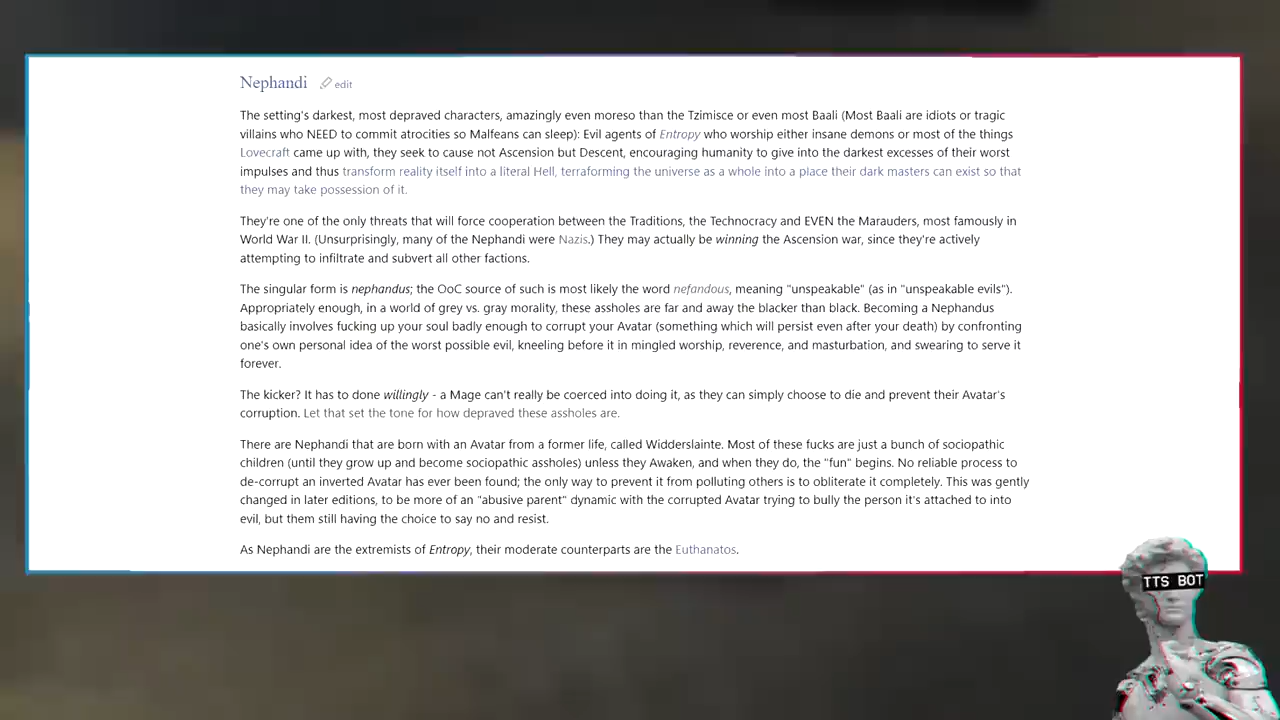 Nephandi edit
The setting's darkest, most depraved characters, amazingly even moreso than the Tzimisce or even most Baali (Most Baali are idiots or tragic
villains who NEED to commit atrocities so Malfeans can sleep): Evil agents of Entropy who worship either insane demons or most of the things
Lovecraft came up with, they seek to cause not Ascension but Descent, encouraging humanity to give into the darkest excesses of their worst
impulses and thus transform reality itself into a literal Hell, terraforming the universe as a whole into a place their dark masters can exist so that
they may take possession of it.
They're one of the only threats that will force cooperation between the Traditions, the Technocracy and EVEN the Marauders, most famously in
World War II. (Unsurprisingly, many of the Nephandi were Nazis.) They may actually be winning the Ascension war, since they're actively
attempting to infiltrate and subvert all other factions.
The singular form is nephandus; the OoC source of such is most likely the word nefandous, meaning "unspeakable" (as in "unspeakable evils").
Appropriately enough, in a world of grey vs. gray morality, these assholes are far and away the blacker than black. Becoming a Nephandus
basically involves fucking up your soul badly enough to corrupt your Avatar (something which will persist even after your death) by confronting
one's own personal idea of the worst possible evil, kneeling before it in mingled worship, reverence, and masturbation, and swearing to serve it
forever.
The kicker? It has to done willingly - a Mage can't really be coerced into doing it, as they can simply choose to die and prevent their Avatar's
corruption. Let that set the tone for how depraved these assholes are.
There are Nephandi that are born with an Avatar from a former life, called Widderslainte. Most of these fucks are just a bunch of sociopathic
children (until they grow up and become sociopathic assholes) unless they Awaken, and when they do, the "fun" begins. No reliable process to
de-corrupt an inverted Avatar has ever been found; the only way to prevent it from polluting others is to obliterate it completely. This was gently
changed in later editions, to be more of an "abusive parent" dynamic with the corrupted Avatar trying to bully the person it's attached to into
evil, but them still having the choice to say no and resist.
As Nephandi are the extremists of Entropy, their moderate counterparts are the Euthanatos.
TTS BOT